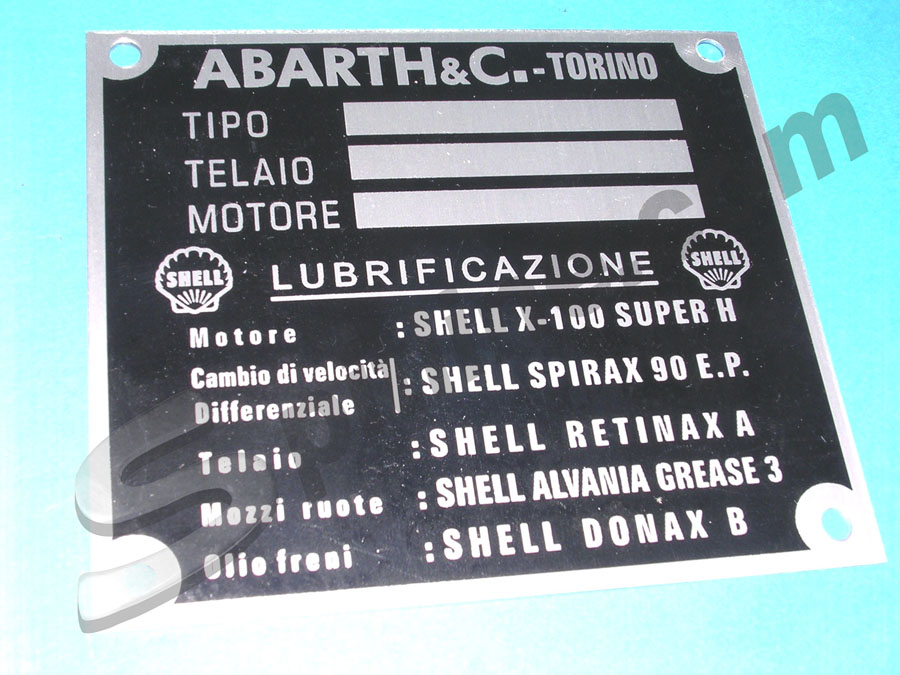 ABARTH&C.-TORINO
TIPO
TELAIO
MOTORE
SHELL LUBRIFICAZIONE SHELL
Motore : SHELL X-100 SUPER H
Cambio di velocità
Differenziale : SHELL SPIRAX 90 E.P.
Telaio : SHELL RETINAX A
Mozzi ruote : SHELL ALVANIA GREASE 3
Olio freni : SHELL DONAX B